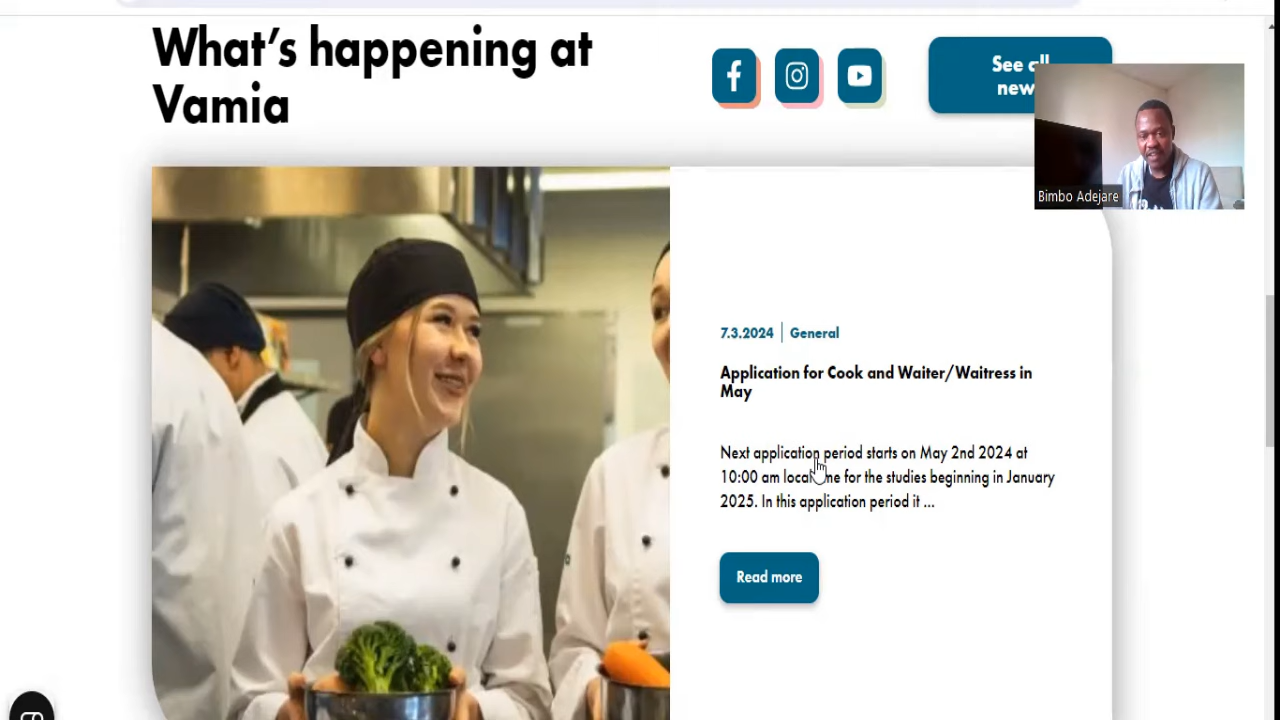 What's happening at
Vamia
See all
new
Bimbo Adejare
7.3.2024 | General
Application for Cook and Waiter/Waitress in
May
Next application period starts on May 2nd 2024 at
10:00 am local me for the studies beginning in January
2025. In this application period it ...
Read more